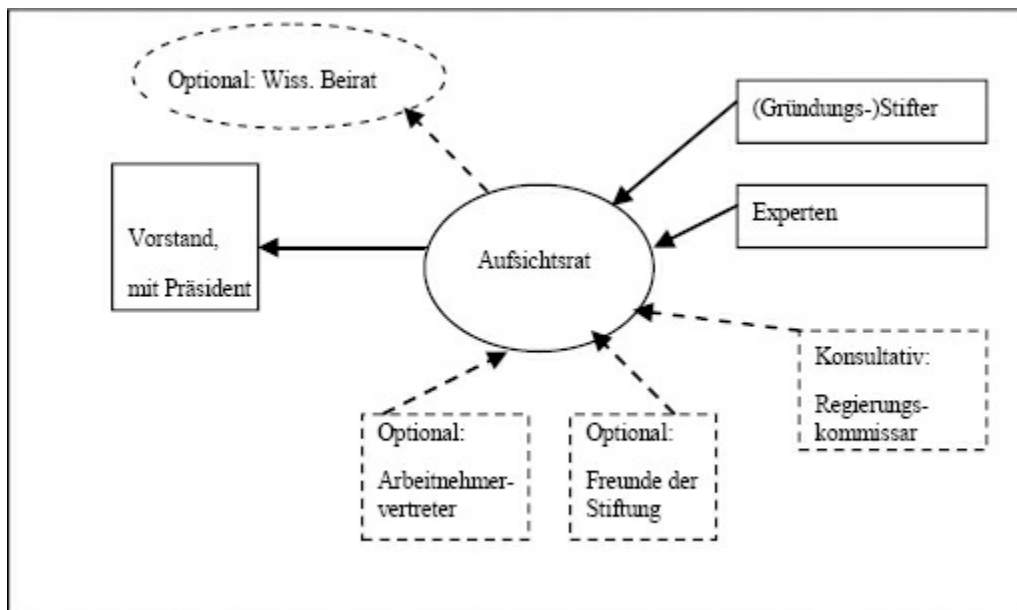 Optional: Wiss. Beirat
(Gründungs-)Stifter
Experten
Vorstand,
mit Präsident
Aufsichtsrat
Konsultativ:
Regierungs-
kommissar
Optional:
Arbeitnehmer-
vertreter
Optional:
Freunde der
Stiftung